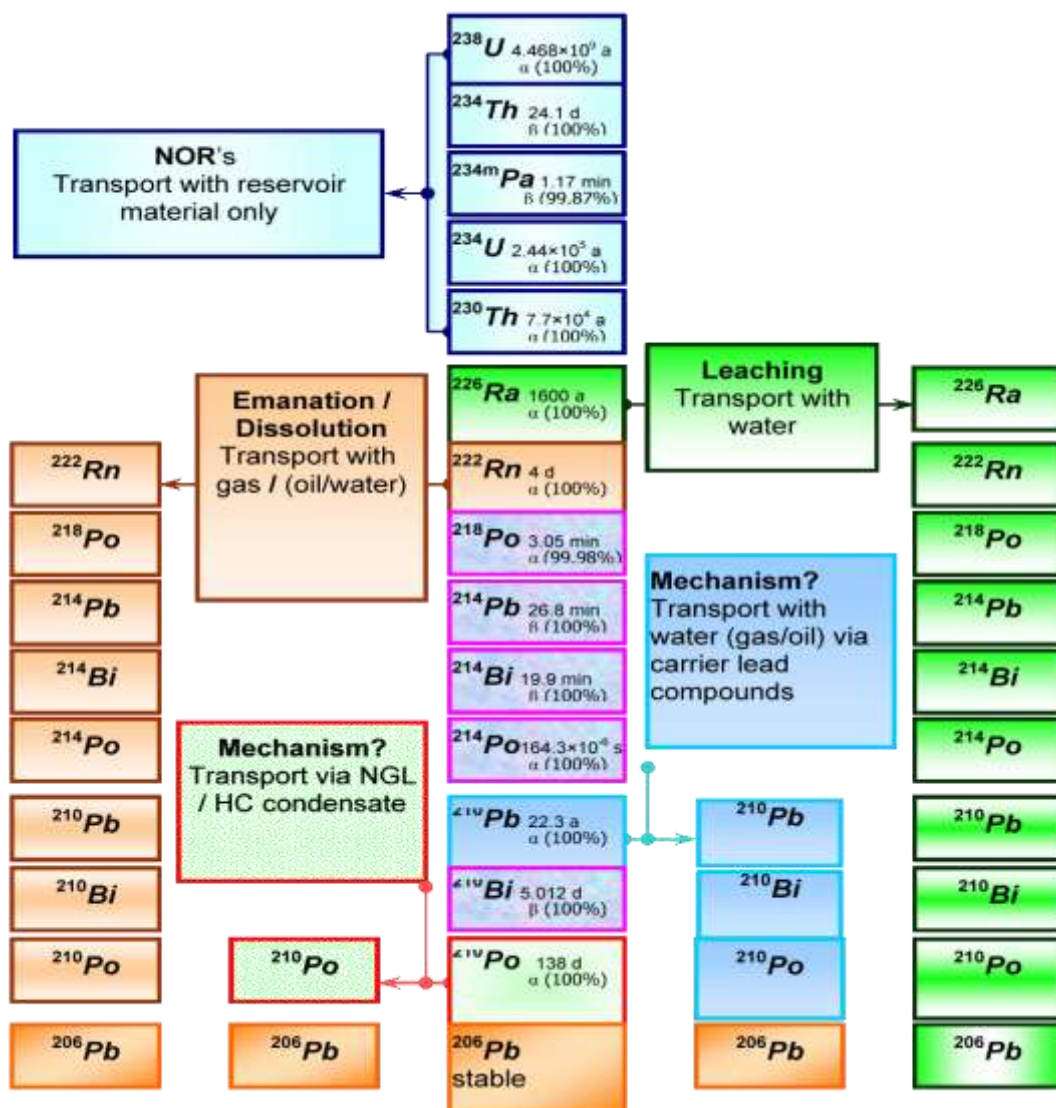 ²³⁸U 4.468×10⁹ a
α (100%)
²³⁴Th 24.1 d
β (100%)
NOR's
Transport with reservoir
material only
²³⁴ᵐPa 1.17 min
β (99.87%)
²³⁴U 2.44×10⁵ a
α (100%)
²³⁰Th 7.7×10⁴ a
α (100%)
Emanation /
Dissolution
Transport with
gas / (oil/water)
²²⁶Ra 1600 a
α (100%)
Leaching
Transport with
water
²²⁶Ra
²²²Rn
²²²Rn 4 d
α (100%)
²²²Rn
²¹⁸Po
²¹⁸Po 3.05 min
α (99.98%)
²¹⁸Po
Mechanism?
Transport with
water (gas/oil) via
carrier lead
compounds
²¹⁴Pb
²¹⁴Pb 26.8 min
β (100%)
²¹⁴Pb
²¹⁴Bi
²¹⁴Bi 19.9 min
β (100%)
²¹⁴Bi
²¹⁴Po
Mechanism?
Transport via NGL
/ HC condensate
²¹⁴Po 164.3×10⁻⁶ s
α (100%)
²¹⁴Po
²¹⁰Pb
²¹⁰Pb 22.3 a
α (100%)
²¹⁰Pb
²¹⁰Pb
²¹⁰Bi
²¹⁰Bi 5.012 d
β (100%)
²¹⁰Bi
²¹⁰Bi
²¹⁰Po
²¹⁰Po
²¹⁰Po 138 d
α (100%)
²¹⁰Po
²¹⁰Po
²⁰⁶Pb
²⁰⁶Pb
²⁰⁶Pb
stable
²⁰⁶Pb
²⁰⁶Pb